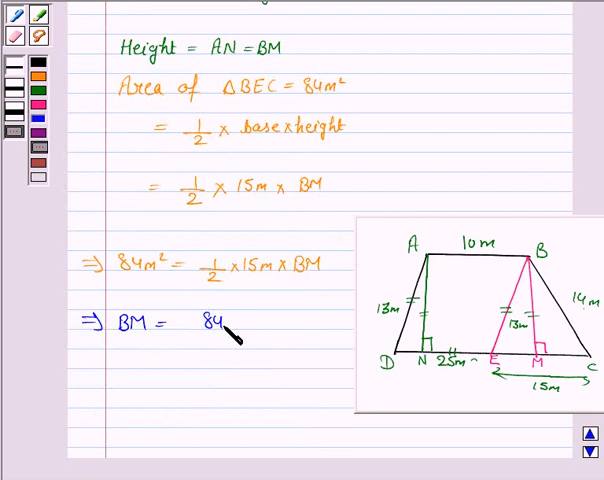 Height = AN = BM
Area of ΔBEC = 84m²
= 1/2 × base × height
= 1/2 × 15m × BM
⇒ 84m² = 1/2 × 15m × BM
⇒ BM = 84
A 10m B
13m 13m 14m
D N 25m E M C
15m